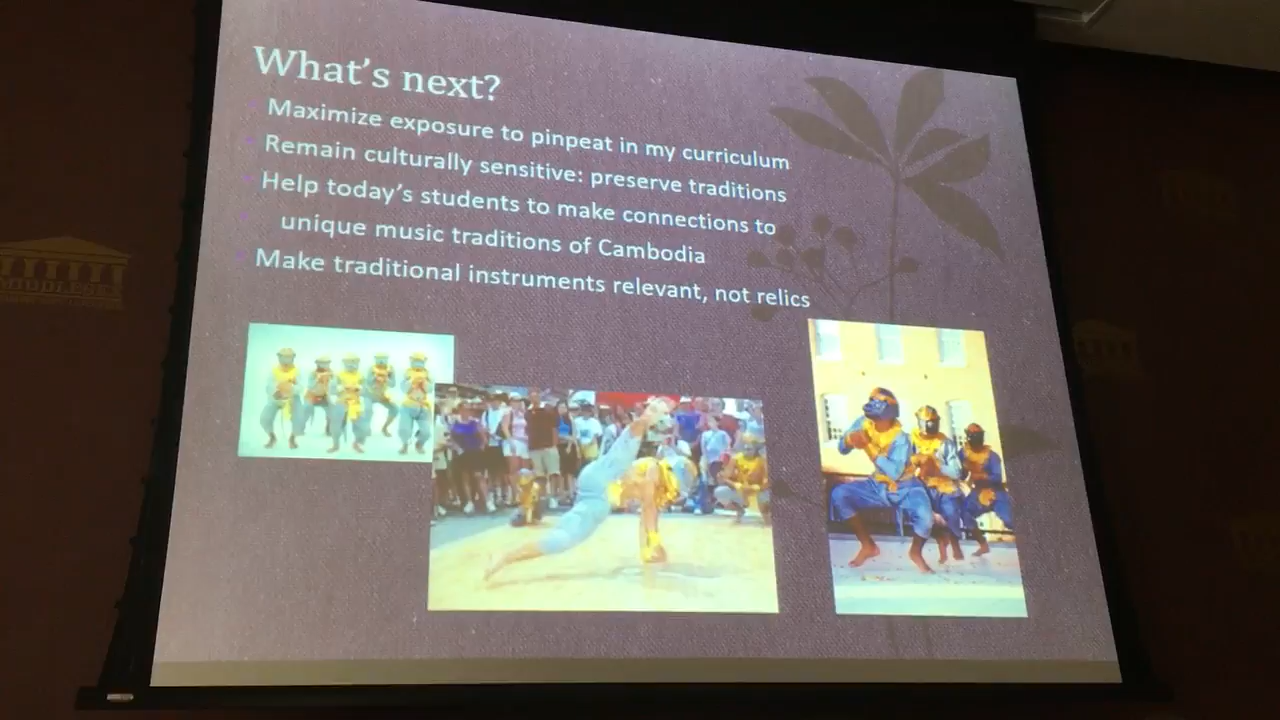 What's next?
Maximize exposure to pinpeat in my curriculum
Remain culturally sensitive: preserve traditions
Help today's students to make connections to
unique music traditions of Cambodia
Make traditional instruments relevant, not relics
MIDDLESEX